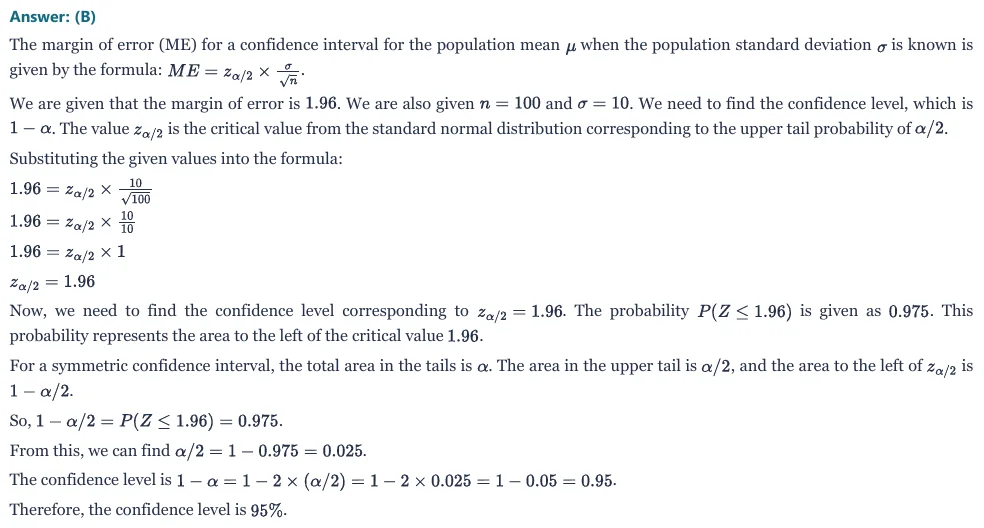 Answer: (B)
The margin of error (ME) for a confidence interval for the population mean μ when the population standard deviation σ is known is
given by the formula: ME = z_{α/2} × \frac{σ}{\sqrt{n}}.
We are given that the margin of error is 1.96. We are also given n = 100 and σ = 10. We need to find the confidence level, which is
1 − α. The value z_{α/2} is the critical value from the standard normal distribution corresponding to the upper tail probability of α/2.
Substituting the given values into the formula:
1.96 = z_{α/2} × \frac{10}{\sqrt{100}}
1.96 = z_{α/2} × \frac{10}{10}
1.96 = z_{α/2} × 1
z_{α/2} = 1.96
Now, we need to find the confidence level corresponding to z_{α/2} = 1.96. The probability P(Z ≤ 1.96) is given as 0.975. This
probability represents the area to the left of the critical value 1.96.
For a symmetric confidence interval, the total area in the tails is α. The area in the upper tail is α/2, and the area to the left of z_{α/2} is
1 − α/2.
So, 1 − α/2 = P(Z ≤ 1.96) = 0.975.
From this, we can find α/2 = 1 − 0.975 = 0.025.
The confidence level is 1 − α = 1 − 2 × (α/2) = 1 − 2 × 0.025 = 1 − 0.05 = 0.95.
Therefore, the confidence level is 95%.